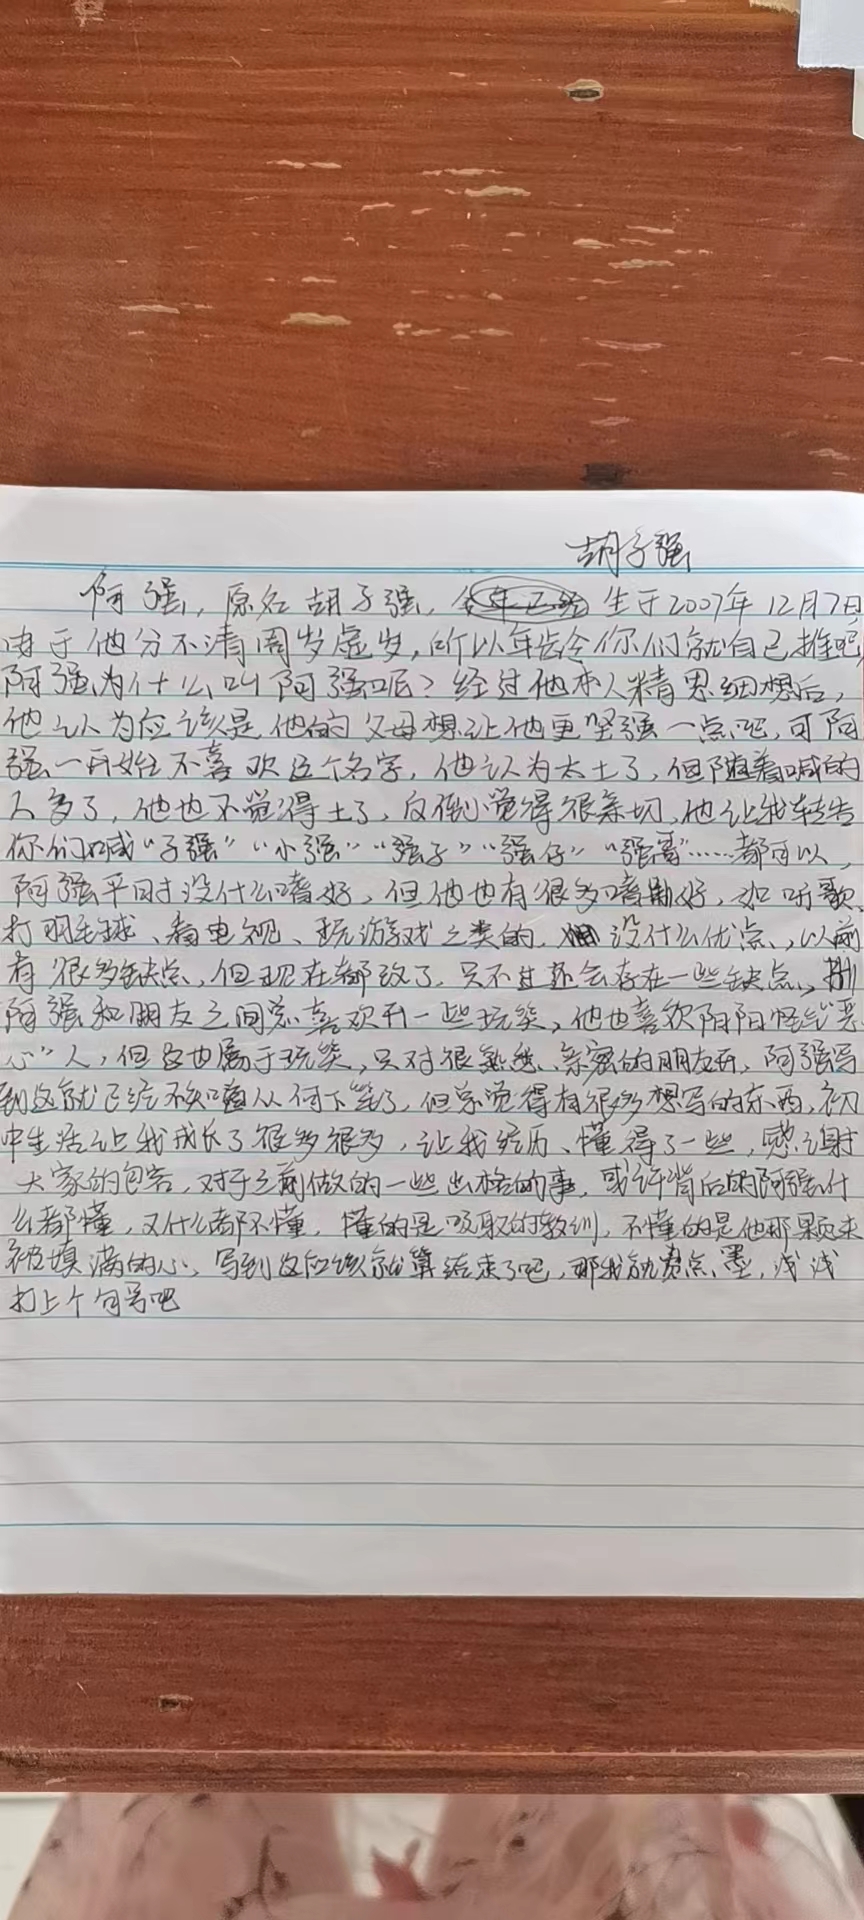 胡子强
阿强，原名胡子强，生于2007年12月7日，
由于他分不清周岁虚岁，所以年龄令你们就自己推吧
阿强为什么叫阿强呢？经过他本人精思细想后，
他认为应该是他的父母想让他更坚强一点吧，可阿
强一开始不喜欢这个名字，他认为太土了，但随着喊的
人多了，他也不觉得土了，反倒觉得很亲切，他让我转告
你们喊“子强”“小强”“强子”“强仔”“强哥”……都可以，
阿强平时没什么嗜好，但他也有很多嗜好，如听歌、
打羽毛球、看电视、玩游戏之类的，没什么优点，以前
有很多缺点，但现在都改了，只不过还会存在一些缺点，
阿强和朋友之间总喜欢开一些玩笑，他也喜欢阴阳怪气“恶
心”人，但这也属于玩笑，只对很熟悉、亲密的朋友开，阿强写
到这就已经不知道从何下笔了，但总觉得有很多想写的东西，初
中生活让我成长了很多很多，让我经历、懂得了一些，感谢
大家的包容，对于之前做的一些出格的事，或许背后的阿强什
么都懂，又什么都不懂，懂的是吸取的教训，不懂的是他那颗未
被填满的心，写到这应该就算结束了吧，那我就费点墨，浅浅
打上个句号吧